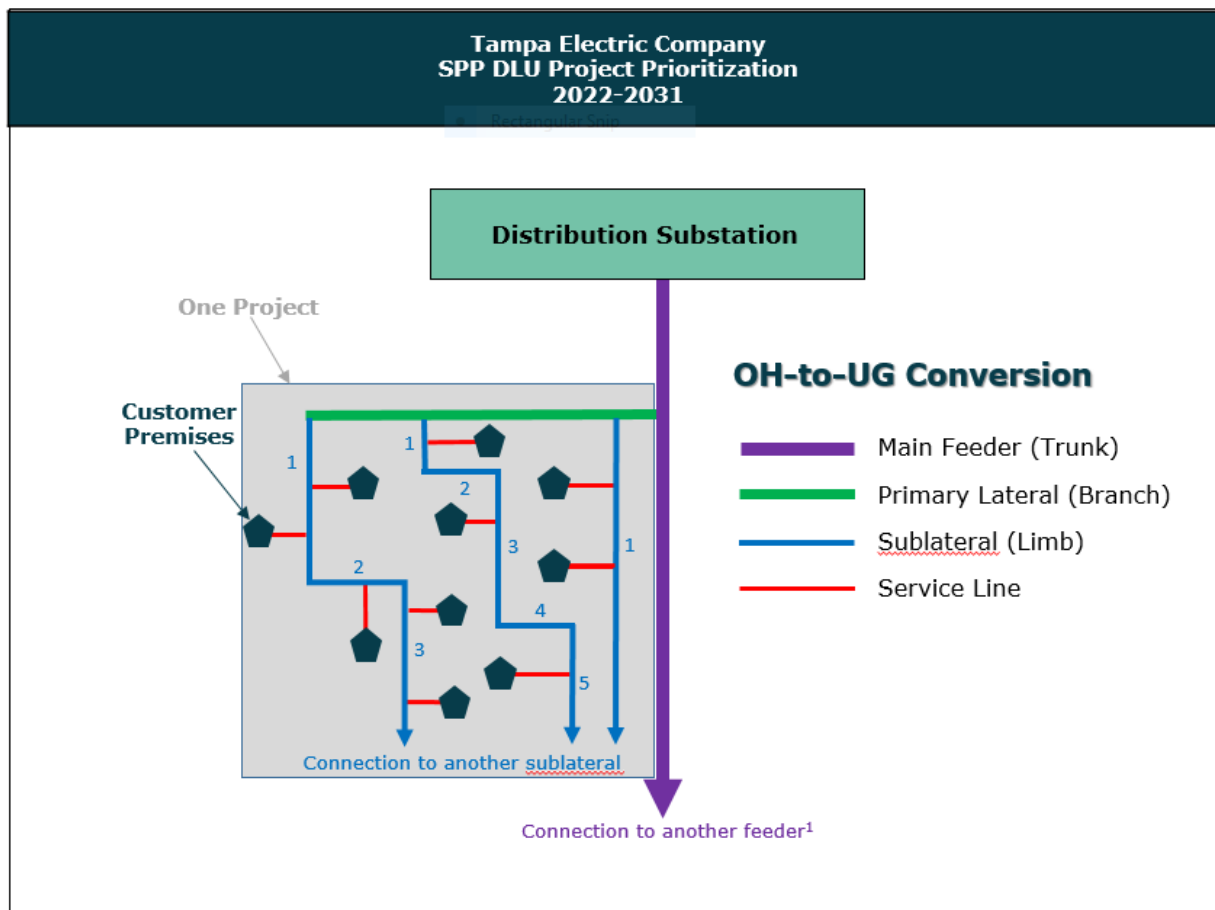 Tampa Electric Company
SPP DLU Project Prioritization
2022-2031
Rectangular Snip
Distribution Substation
One Project
OH-to-UG Conversion
Customer
Premises
Main Feeder (Trunk)
Primary Lateral (Branch)
Sublateral (Limb)
Service Line
1
1
2
3
1
2
4
3
5
Connection to another sublateral
Connection to another feeder¹